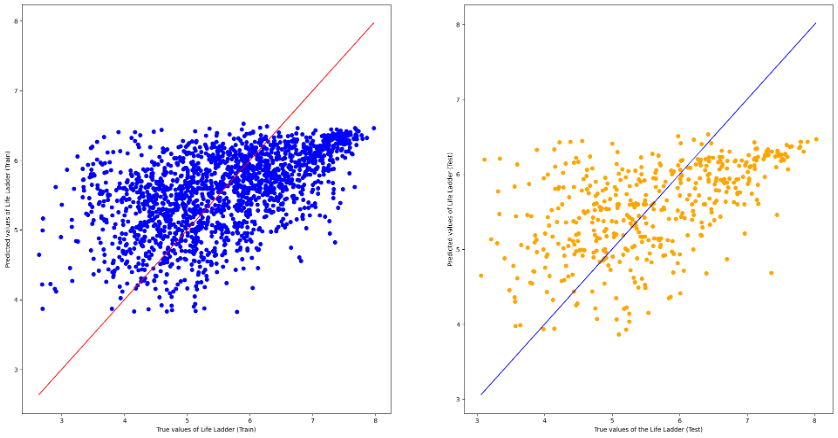 8
7
6
5
4
3
Predicted values of Life Ladder (Train)
3 4 5 6 7 8
True values of Life Ladder (Train)
8
7
6
5
4
3
Predicted values of Life Ladder (Test)
3 4 5 6 7 8
True values of the Life Ladder (Test)